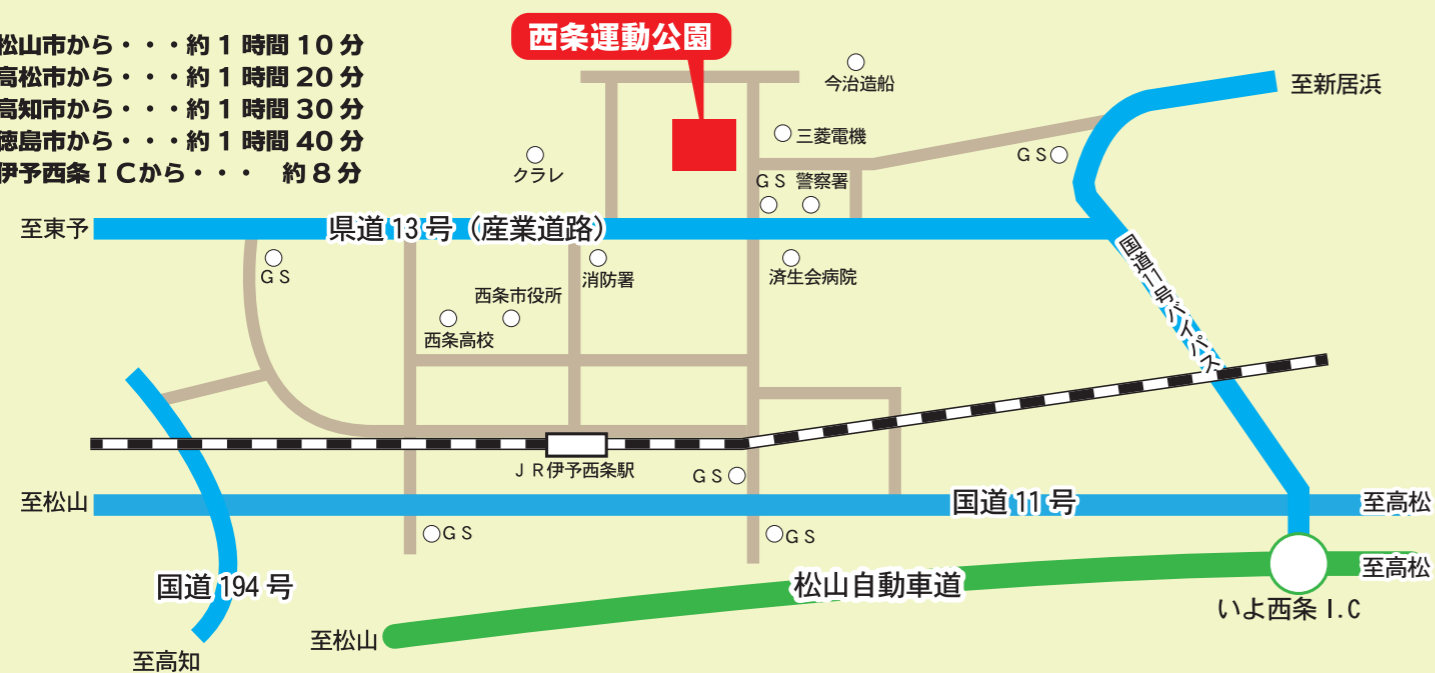 松山市から・・・約1時間10分
高松市から・・・約1時間20分
高知市から・・・約1時間30分
徳島市から・・・約1時間40分
伊予西条ＩＣから・・・　約8分
西条運動公園
今治造船
至新居浜
三菱電機
ＧＳ
クラレ
ＧＳ
警察署
至東予
県道13号（産業道路）
ＧＳ
消防署
済生会病院
国道11号バイパス
西条市役所
西条高校
ＪＲ伊予西条駅
ＧＳ
至松山
国道11号
至高松
ＧＳ
ＧＳ
国道194号
松山自動車道
至高松
いよ西条I.C
至松山
至高知